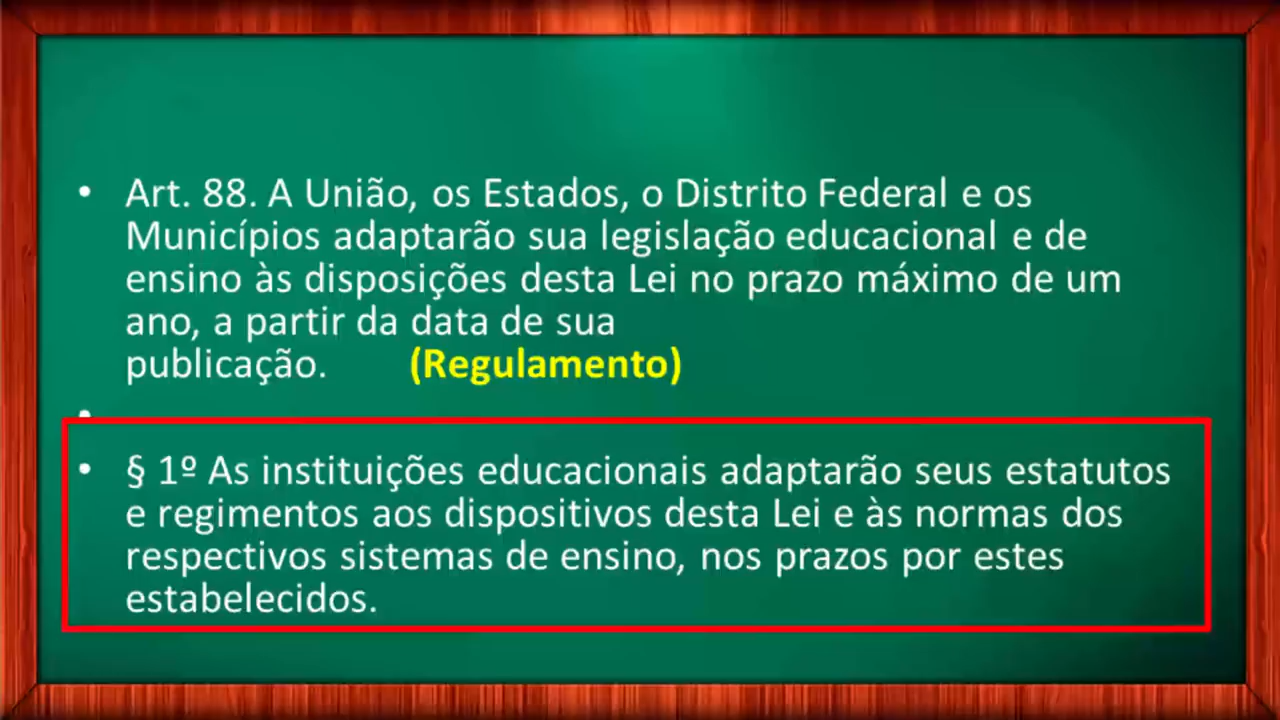 • Art. 88. A União, os Estados, o Distrito Federal e os
Municípios adaptarão sua legislação educacional e de
ensino às disposições desta Lei no prazo máximo de um
ano, a partir da data de sua
publicação. (Regulamento)
•
• § 1º As instituições educacionais adaptarão seus estatutos
e regimentos aos dispositivos desta Lei e às normas dos
respectivos sistemas de ensino, nos prazos por estes
estabelecidos.